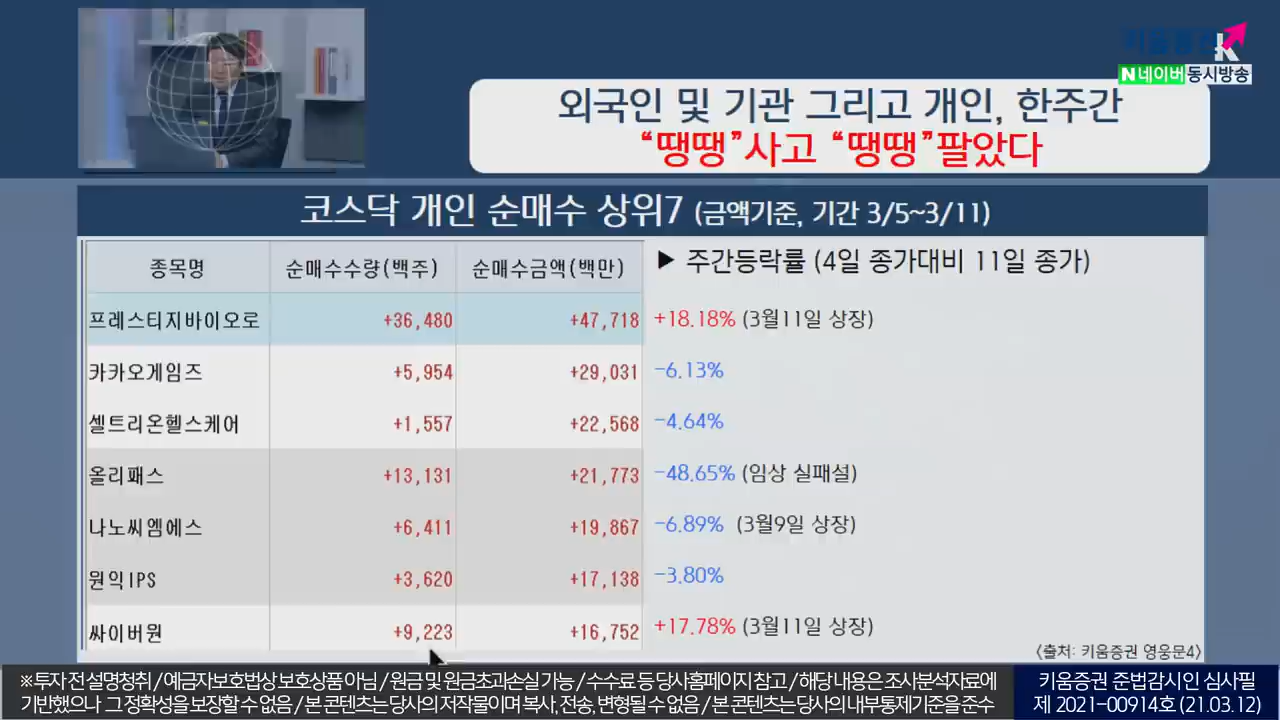 키움증권
N 네이버 동시방송
외국인 및 기관 그리고 개인, 한주간
“땡땡”사고 “땡땡”팔았다
코스닥 개인 순매수 상위7 (금액기준, 기간 3/5~3/11)
종목명 순매수수량(백주) 순매수금액(백만) ▶ 주간등락률 (4일 종가대비 11일 종가)
프레스티지바이오로 +36,480 +47,718 +18.18% (3월11일 상장)
카카오게임즈 +5,954 +29,031 -6.13%
셀트리온헬스케어 +1,557 +22,568 -4.64%
올리패스 +13,131 +21,773 -48.65% (임상 실패설)
나노씨엠에스 +6,411 +19,867 -6.89% (3월9일 상장)
원익IPS +3,620 +17,138 -3.80%
싸이버원 +9,223 +16,752 +17.78% (3월11일 상장)
<출처: 키움증권 영웅문4>
※ 투자 전 설명청취 / 예금자보호법상 보호상품 아님 / 원금 및 원금초과손실 가능 / 수수료 등 당사홈페이지 참고 / 해당 내용은 조사분석자료에
기반했으나 그 정확성을 보장할 수 없음 / 본 콘텐츠는 당사의 저작물이며 복사, 전송, 변형될 수 없음 / 본 콘텐츠는 당사의 내부통제기준을 준수
키움증권 준법감시인 심사필
제 2021-00914호 (21.03.12)